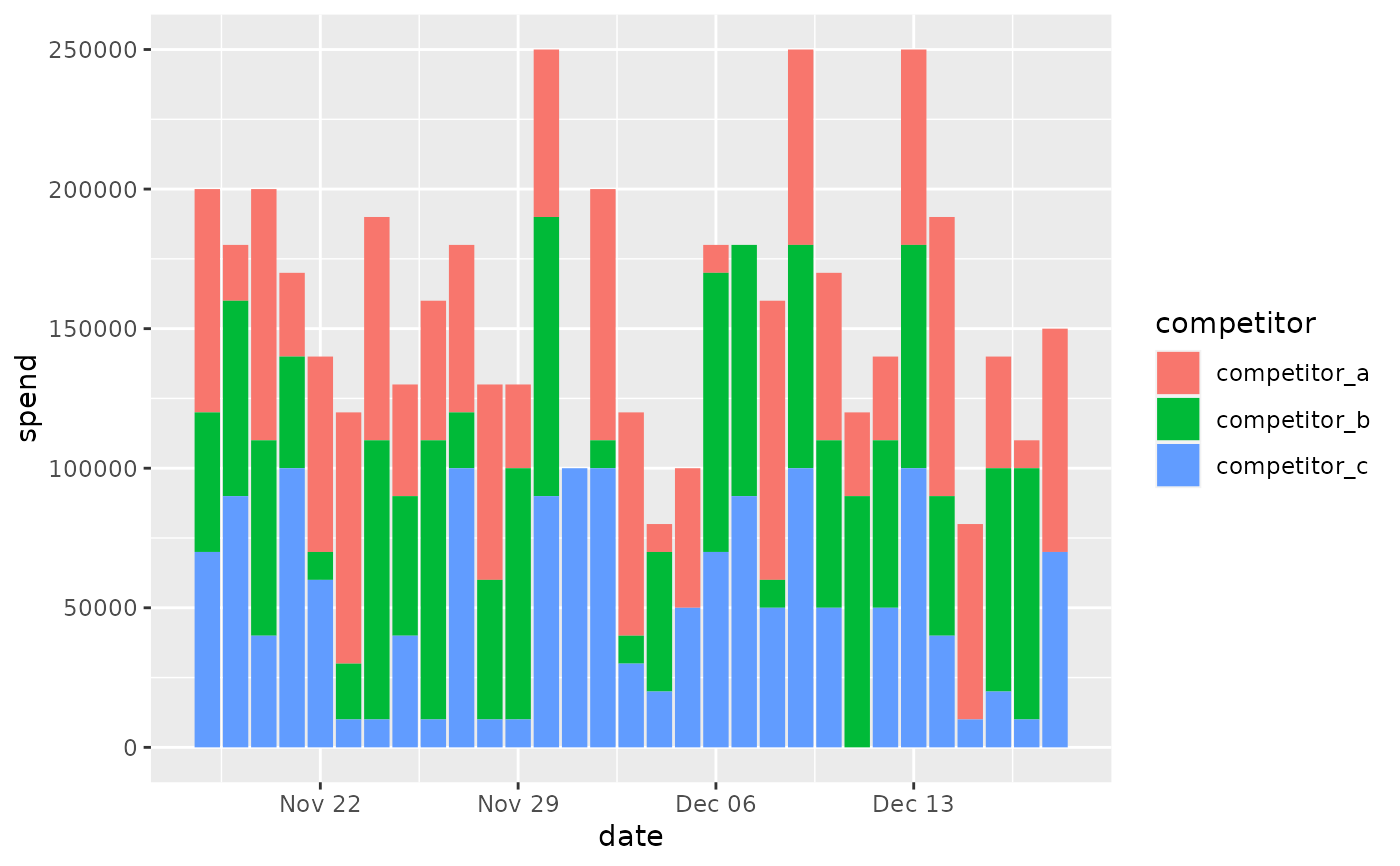 250000
200000
150000
100000
50000
0
spend
Nov 22
Nov 29
Dec 06
Dec 13
date
competitor
competitor_a
competitor_b
competitor_c